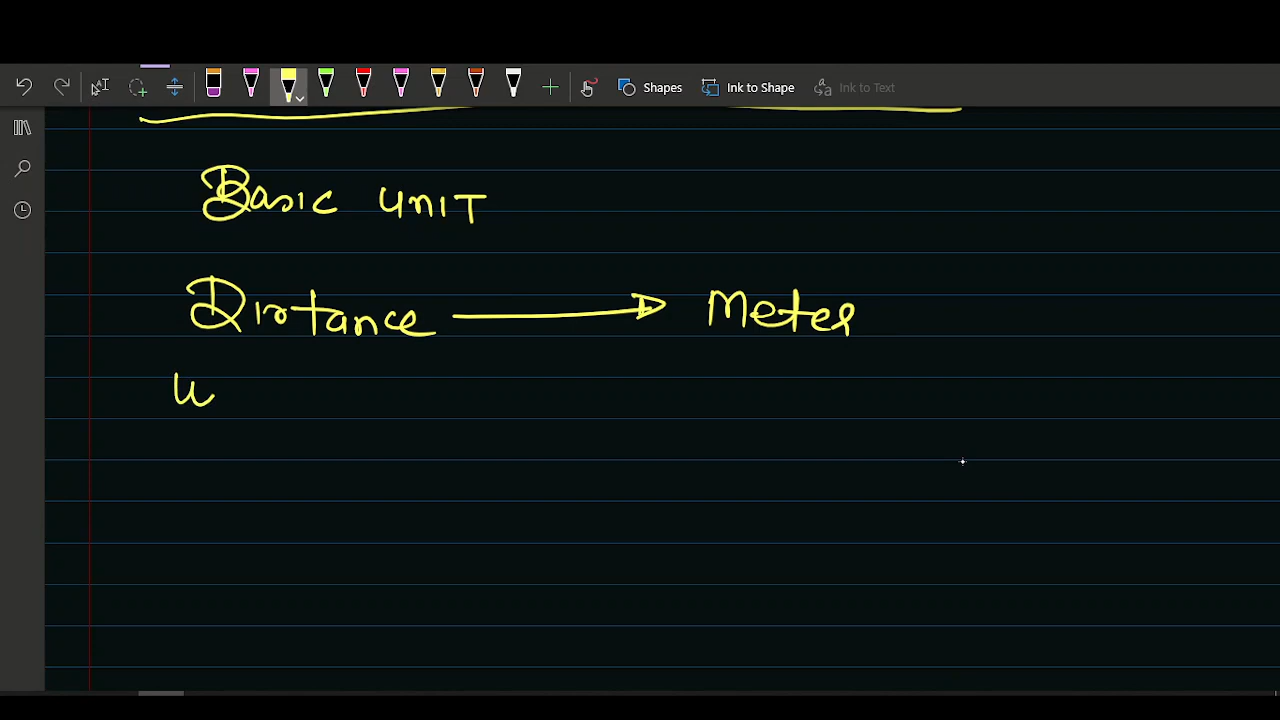 Shapes Ink to Shape Ink to Text
Basic unit
Distance → Meter
W